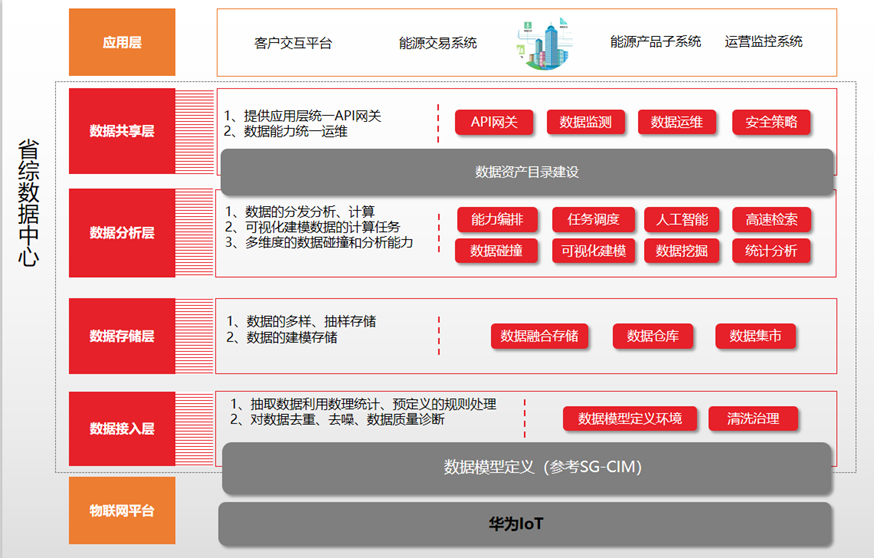 应用层
客户交互平台
能源交易系统
能源产品子系统
运营监控系统
省综数据中心
数据共享层
1、提供应用层统一API网关
2、数据能力统一运维
API网关
数据监测
数据运维
安全策略
数据资产目录建设
数据分析层
1、数据的分发分析、计算
2、可视化建模数据的计算任务
3、多维度的数据碰撞和分析能力
能力编排
任务调度
人工智能
高速检索
数据碰撞
可视化建模
数据挖掘
统计分析
数据存储层
1、数据的多样、抽样存储
2、数据的建模存储
数据融合存储
数据仓库
数据集市
数据接入层
1、抽取数据利用数理统计、预定义的规则处理
2、对数据去重、去噪、数据质量诊断
数据模型定义环境
清洗治理
数据模型定义（参考SG-CIM）
物联网平台
华为IoT